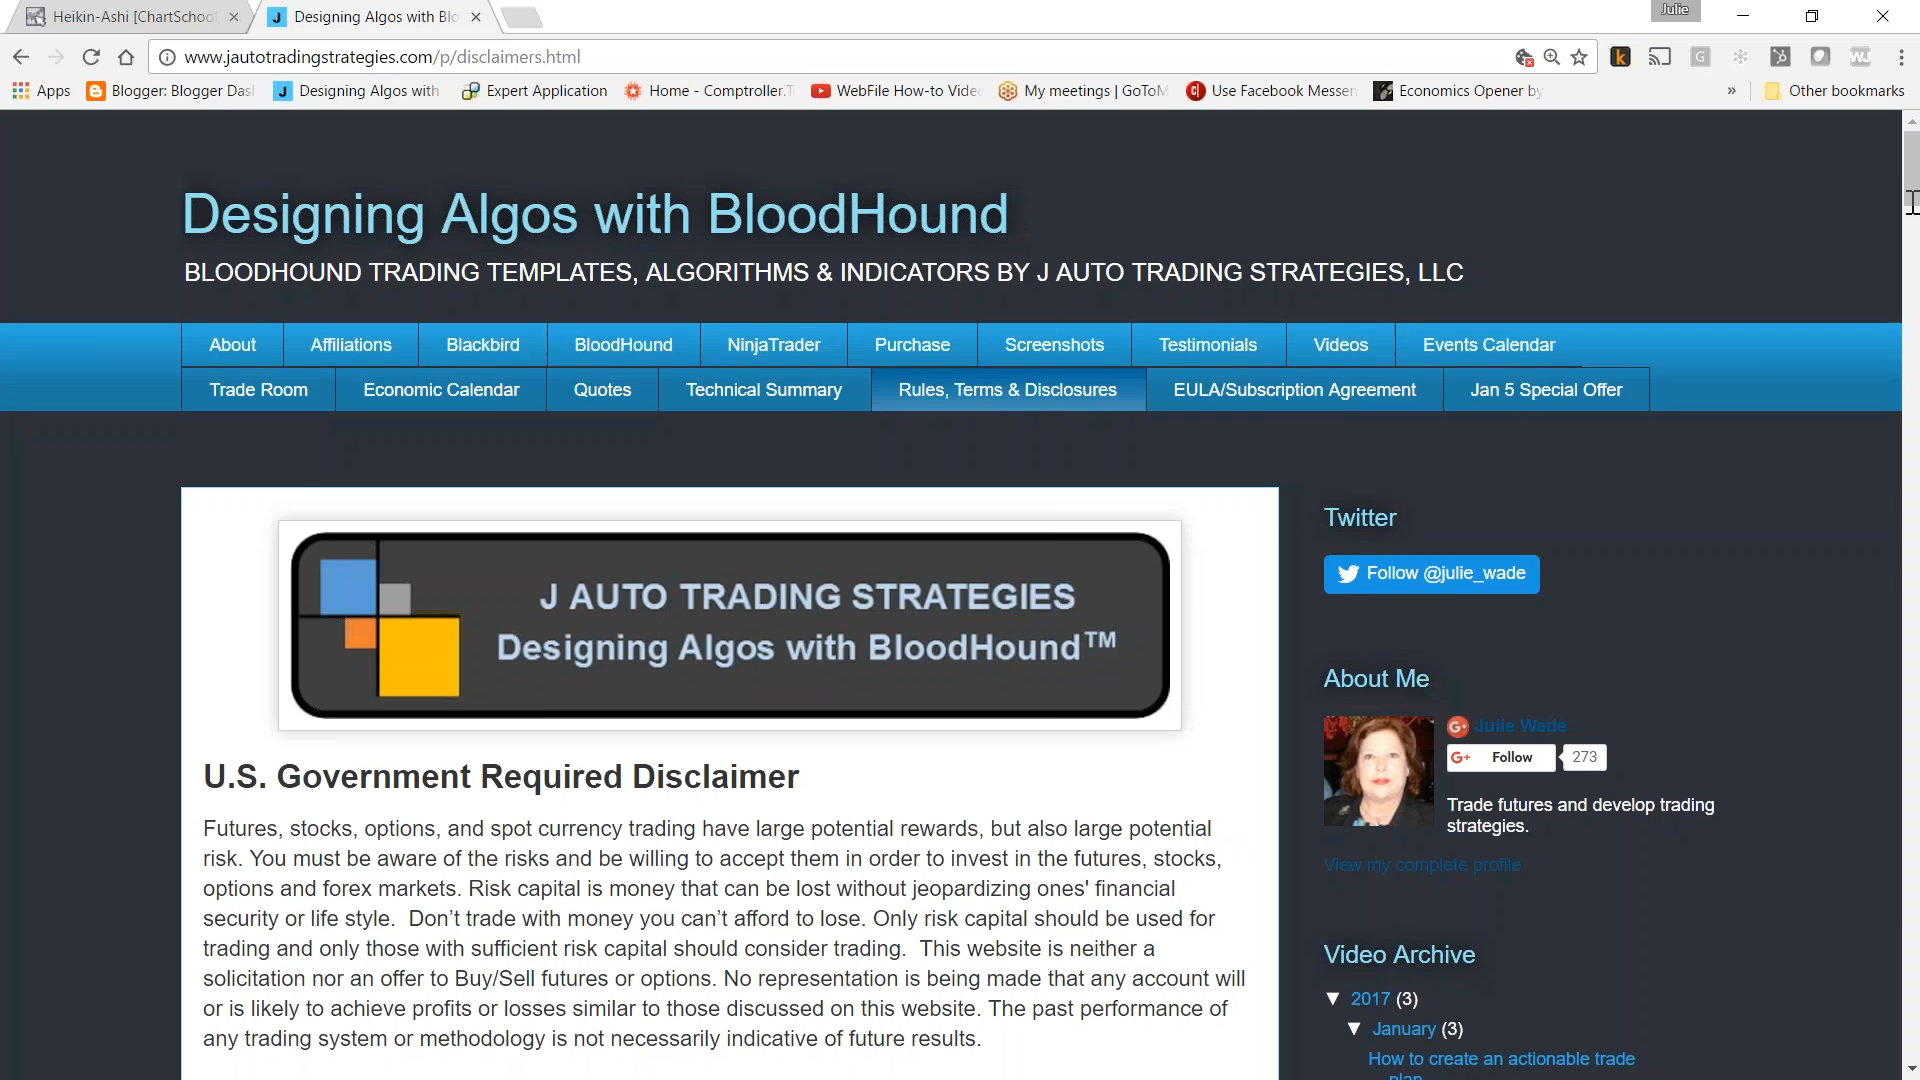 Heikin-Ashi [ChartSchool
Designing Algos with Blo
Julie
www.jautotradingstrategies.com/p/disclaimers.html
Apps
Blogger: Blogger Das
Designing Algos with
Expert Application
Home - Comptroller.T
WebFile How-to Vide
My meetings | GoToM
Use Facebook Messen
Economics Opener by
»
Other bookmarks
Designing Algos with BloodHound
BLOODHOUND TRADING TEMPLATES, ALGORITHMS & INDICATORS BY J AUTO TRADING STRATEGIES, LLC
About
Affiliations
Blackbird
BloodHound
NinjaTrader
Purchase
Screenshots
Testimonials
Videos
Events Calendar
Trade Room
Economic Calendar
Quotes
Technical Summary
Rules, Terms & Disclosures
EULA/Subscription Agreement
Jan 5 Special Offer
J AUTO TRADING STRATEGIES
Designing Algos with BloodHound™
U.S. Government Required Disclaimer
Futures, stocks, options, and spot currency trading have large potential rewards, but also large potential
risk. You must be aware of the risks and be willing to accept them in order to invest in the futures, stocks,
options and forex markets. Risk capital is money that can be lost without jeopardizing ones' financial
security or life style.  Don’t trade with money you can’t afford to lose. Only risk capital should be used for
trading and only those with sufficient risk capital should consider trading.  This website is neither a
solicitation nor an offer to Buy/Sell futures or options. No representation is being made that any account will
or is likely to achieve profits or losses similar to those discussed on this website. The past performance of
any trading system or methodology is not necessarily indicative of future results.
Twitter
Follow @julie_wade
About Me
G+ Julie Wade
G+ Follow 273
Trade futures and develop trading
strategies.
View my complete profile
Video Archive
▼ 2017 (3)
▼ January (3)
How to create an actionable trade
plan